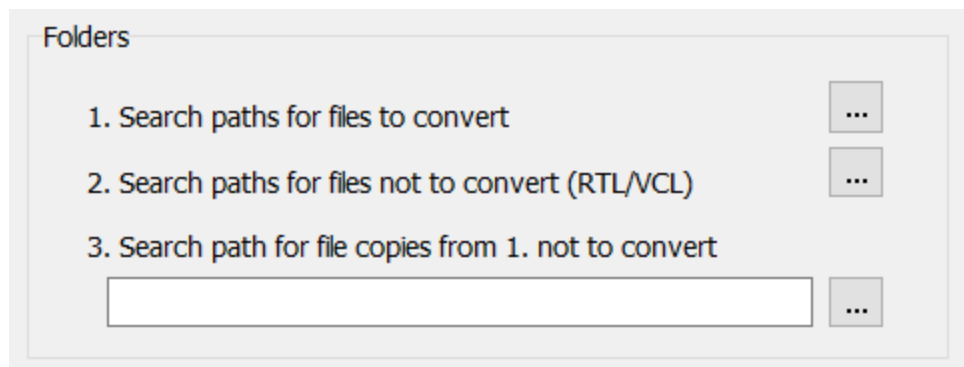 Folders
1. Search paths for files to convert
...
2. Search paths for files not to convert (RTL/VCL)
...
3. Search path for file copies from 1. not to convert
...